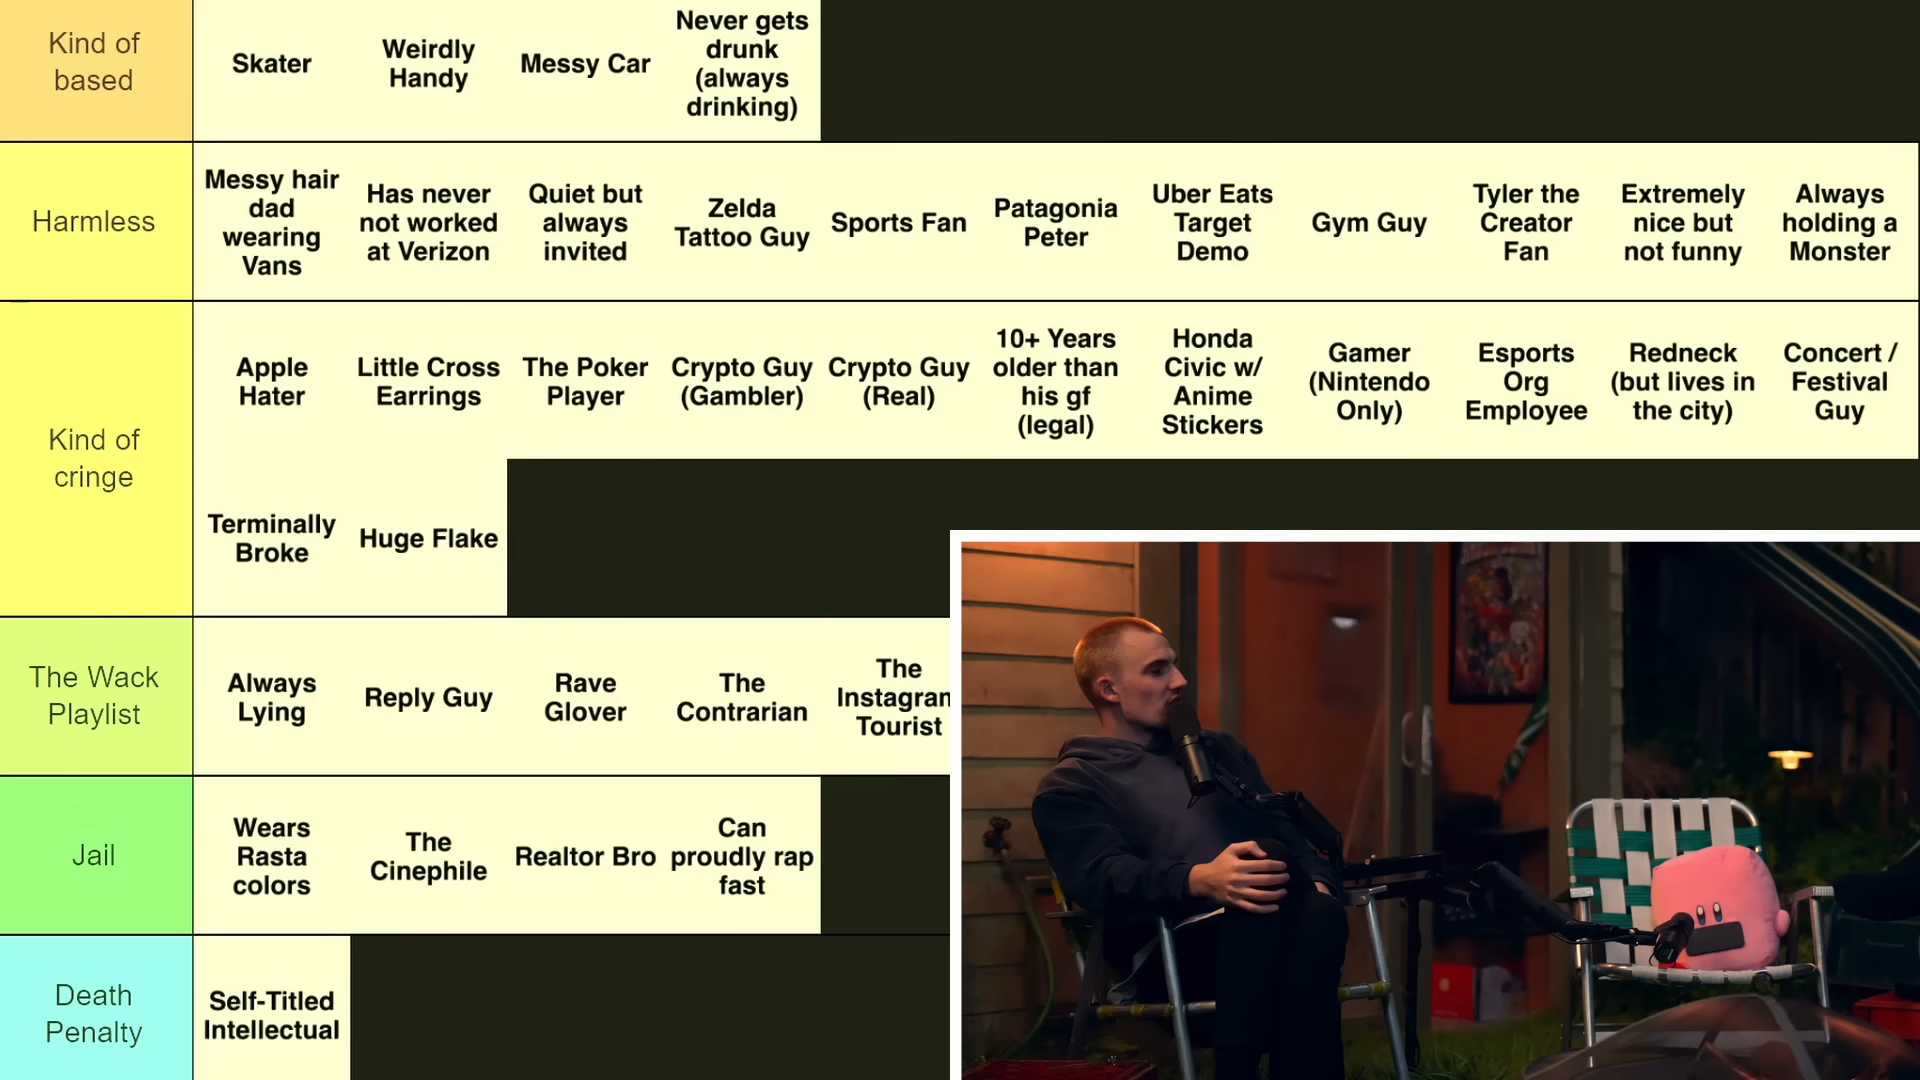 Kind of
based
Skater
Weirdly
Handy
Messy Car
Never gets
drunk
(always
drinking)
Harmless
Messy hair
dad
wearing
Vans
Has never
not worked
at Verizon
Quiet but
always
invited
Zelda
Tattoo Guy
Sports Fan
Patagonia
Peter
Uber Eats
Target
Demo
Gym Guy
Tyler the
Creator
Fan
Extremely
nice but
not funny
Always
holding a
Monster
Kind of
cringe
Apple
Hater
Little Cross
Earrings
The Poker
Player
Crypto Guy
(Gambler)
Crypto Guy
(Real)
10+ Years
older than
his gf
(legal)
Honda
Civic w/
Anime
Stickers
Gamer
(Nintendo
Only)
Esports
Org
Employee
Redneck
(but lives in
the city)
Concert /
Festival
Guy
Terminally
Broke
Huge Flake
The Wack
Playlist
Always
Lying
Reply Guy
Rave
Glover
The
Contrarian
The
Instagram
Tourist
Jail
Wears
Rasta
colors
The
Cinephile
Realtor Bro
Can
proudly rap
fast
Death
Penalty
Self-Titled
Intellectual